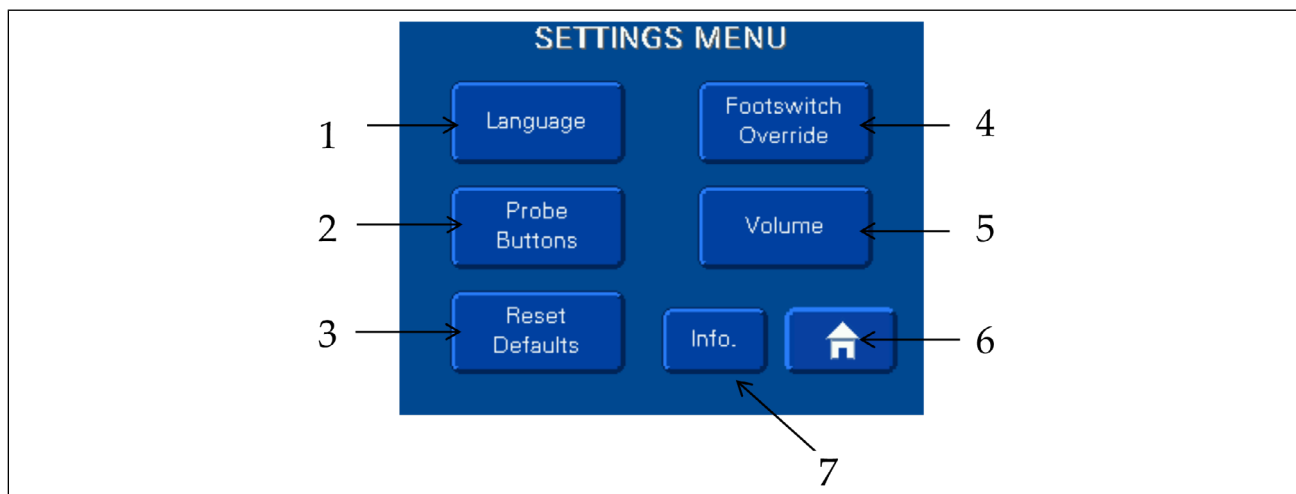 SETTINGS MENU
1
Language
Footswitch
Override
4
2
Probe
Buttons
Volume
5
3
Reset
Defaults
Info.
6
7